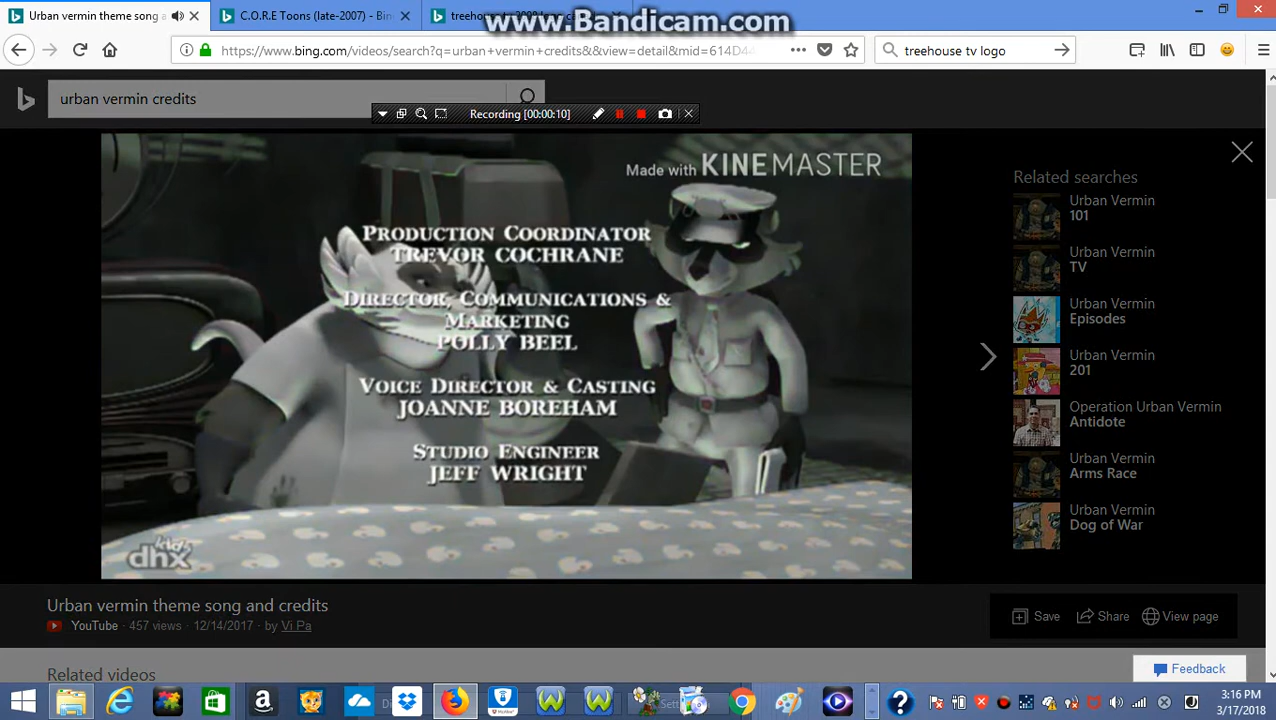 Urban vermin theme song a
C.O.R.E Toons (late-2007) - Bin
www.Bandicam.com
https://www.bing.com/videos/search?q=urban+vermin+credits&&view=detail&mid=614D44
treehouse tv logo
urban vermin credits
Recording [00:00:10]
Made with KINEMASTER
PRODUCTION COORDINATOR
TREVOR COCHRANE
DIRECTOR, COMMUNICATIONS &
MARKETING
POLLY BEEL
VOICE DIRECTOR & CASTING
JOANNE BOREHAM
STUDIO ENGINEER
JEFF WRIGHT
kids
dhx
Related searches
Urban Vermin
101
Urban Vermin
TV
Urban Vermin
Episodes
Urban Vermin
201
Operation Urban Vermin
Antidote
Urban Vermin
Arms Race
Urban Vermin
Dog of War
Urban vermin theme song and credits
YouTube · 457 views · 12/14/2017 · by Vi Pa
Save
Share
View page
Related videos
Feedback
3:16 PM
3/17/2018